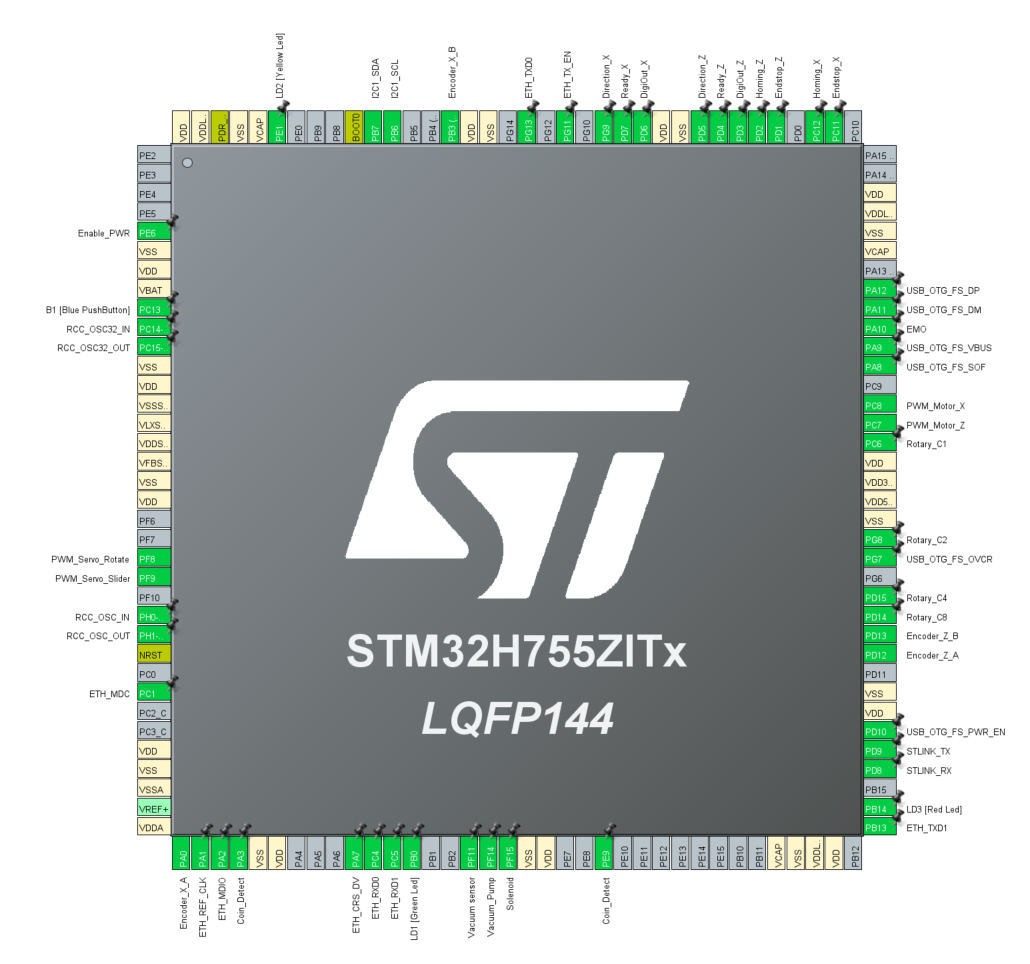 LD2 [Yellow Led]
I2C1_SDA
I2C1_SCL
Encoder_X_B
ETH_TXD0
ETH_TX_EN
Direction_X
Ready_X
DigiOut_X
Direction_Z
Ready_Z
DigiOut_Z
Homing_Z
Endstop_Z
Homing_X
Endstop_X
VDD
VDDL..
PDR_..
VSS
VCAP
PE1
PE0
PB9
PB8
BOOT0
PB7
PB6
PB5
PB4 (..
PB3 (..
VDD
VSS
PG14
PG13
PG12
PG11
PG10
PG9
PD7
PD6
VDD
VSS
PD5
PD4
PD3
PD2
PD1
PD0
PC12
PC11
PC10
PE2
PE3
PE4
PE5
Enable_PWR PE6
VSS
VDD
VBAT
B1 [Blue PushButton] PC13
RCC_OSC32_IN PC14-..
RCC_OSC32_OUT PC15-..
VSS
VDD
VSSS..
VLXS..
VDDS..
VFBS..
VSS
VDD
PF6
PF7
PWM_Servo_Rotate PF8
PWM_Servo_Slider PF9
PF10
RCC_OSC_IN PH0-..
RCC_OSC_OUT PH1-..
NRST
PC0
ETH_MDC PC1
PC2_C
PC3_C
VDD
VSS
VSSA
VREF+
VDDA
STM32H755ZITx
LQFP144
PA15 ..
PA14 ..
VDD
VDDL..
VSS
VCAP
PA13 ..
PA12 USB_OTG_FS_DP
PA11 USB_OTG_FS_DM
PA10 EMO
PA9 USB_OTG_FS_VBUS
PA8 USB_OTG_FS_SOF
PC9
PC8 PWM_Motor_X
PC7 PWM_Motor_Z
PC6 Rotary_C1
VDD
VDD3..
VDD5..
VSS
PG8 Rotary_C2
PG7 USB_OTG_FS_OVCR
PG6
PD15 Rotary_C4
PD14 Rotary_C8
PD13 Encoder_Z_B
PD12 Encoder_Z_A
PD11
VSS
VDD
PD10 USB_OTG_FS_PWR_EN
PD9 STLINK_TX
PD8 STLINK_RX
PB15
PB14 LD3 [Red Led]
PB13 ETH_TXD1
PA0
PA1
PA2
PA3
VSS
VDD
PA4
PA5
PA6
PA7
PC4
PC5
PB0
PB1
PB2
PF11
PF14
PF15
VSS
VDD
PE7
PE8
PE9
PE10
PE11
PE12
PE13
PE14
PE15
PB10
PB11
VCAP
VSS
VDDL..
VDD
PB12
Encoder_X_A
ETH_REF_CLK
ETH_MDIO
Coin_Detect
ETH_CRS_DV
ETH_RXD0
ETH_RXD1
LD1 [Green Led]
Vacuum sensor
Vacuum_Pump
Solenoid
Coin_Detect